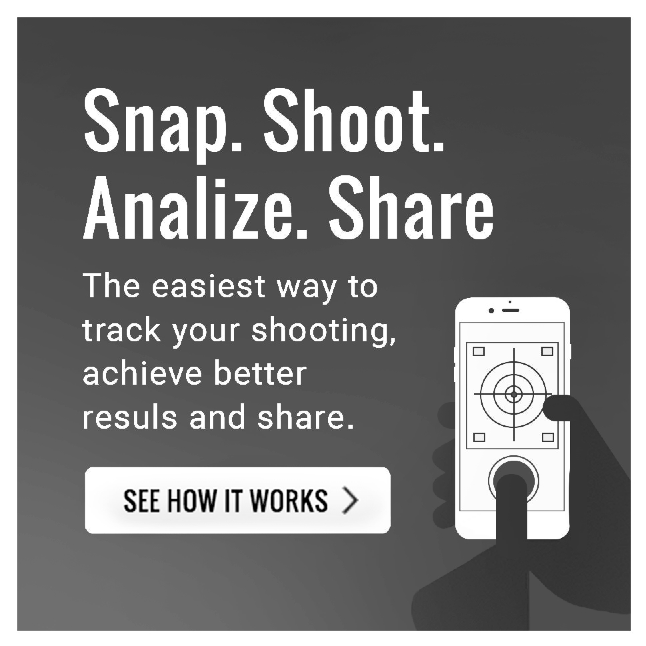 Snap. Shoot.
Analize. Share
The easiest way to
track your shooting,
achieve better
resuls and share.
SEE HOW IT WORKS